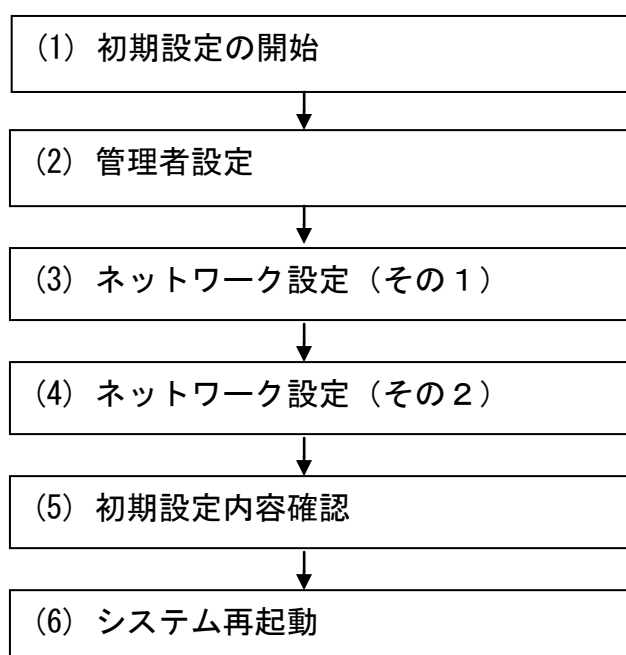 (1) 初期設定の開始
(2) 管理者設定
(3) ネットワーク設定（その１）
(4) ネットワーク設定（その２）
(5) 初期設定内容確認
(6) システム再起動